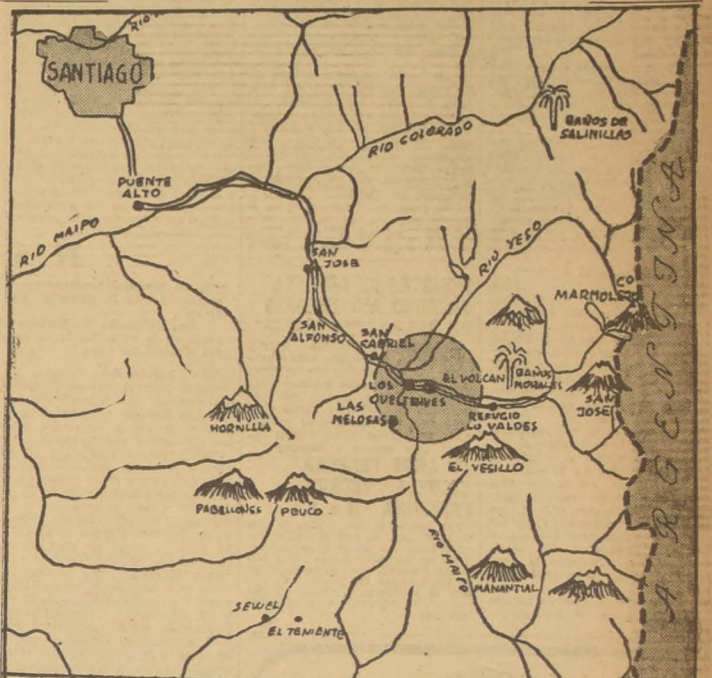 RIO
SANTIAGO
BAÑOS DE
SALINILLAS
RIO COLORADO
PUENTE
ALTO
RIO MAIPO
SAN
JOSE
RIO YESO
Cº
MARMOLEJO
SAN
ALFONSO
SAN
GABRIEL
EL VOLCAN
BAÑOS
MORALES
LOS
QUELTEHUES
SAN
JOSE
LAS
MELOSAS
REFUGIO
LO VALDES
HORNILLA
EL YESILLO
PABELLONES
PEUCO
RIO MAIPO
MANANTIAL
SEWEL
EL TENIENTE
ARGENTINA